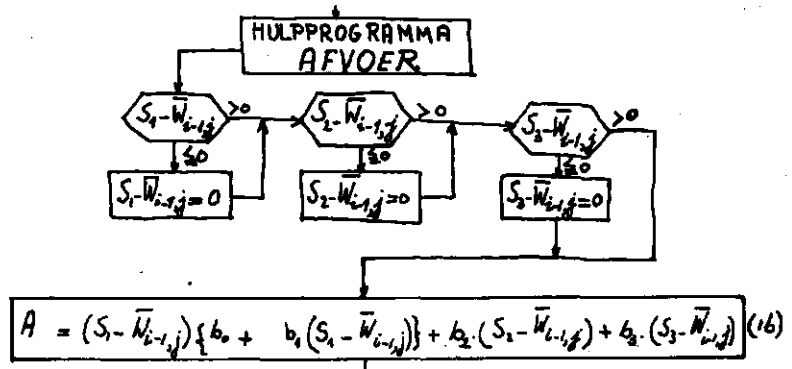 HULPPROGRAMMA
AFVOER
S₁-W̅ᵢ₋₁,ⱼ >0
S₂-W̅ᵢ₋₁,ⱼ >0
S₃-W̅ᵢ₋₁,ⱼ >0
≤0
≤0
≤0
S₁-W̅ᵢ₋₁,ⱼ=0
S₂-W̅ᵢ₋₁,ⱼ=0
S₃-W̅ᵢ₋₁,ⱼ=0
A = (S₁-W̅ᵢ₋₁,ⱼ){b₀ + b₁(S₁-W̅ᵢ₋₁,ⱼ)} + b₂.(S₂-W̅ᵢ₋₁,ⱼ) + b₃.(S₃-W̅ᵢ₋₁,ⱼ) (16)